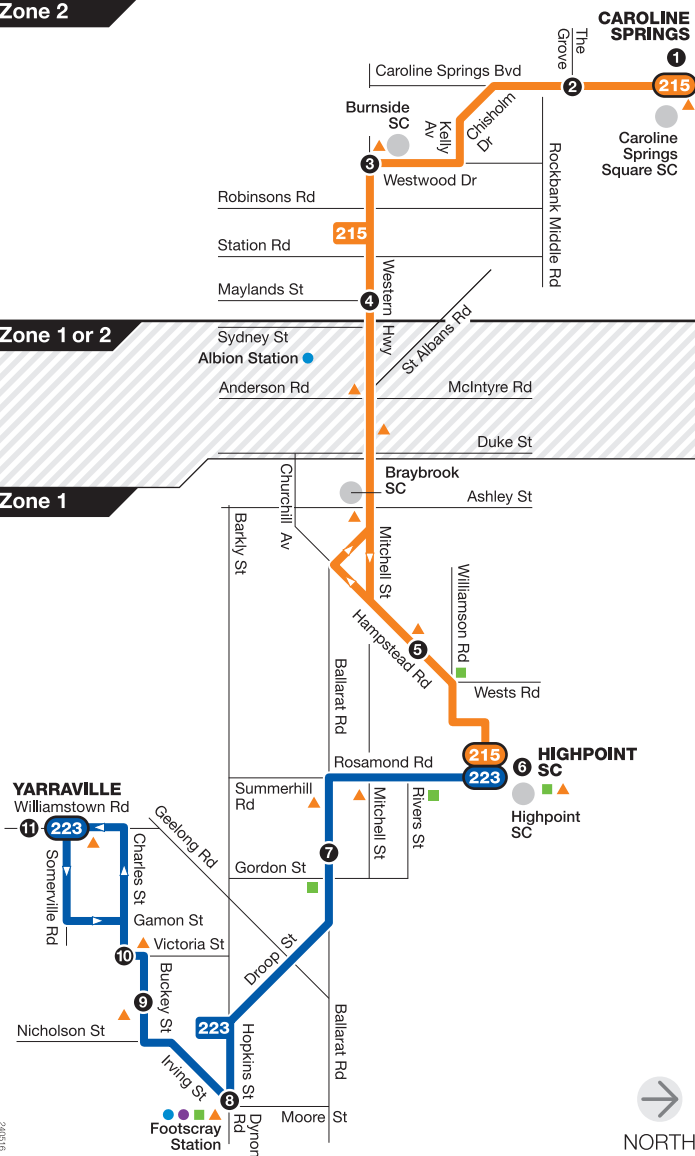 Zone 2
CAROLINE
SPRINGS
1
The
Grove
Caroline Springs Blvd
2
215
Burnside
SC
Kelly
Av
Chisholm
Dr
Caroline
Springs
Square SC
3
Westwood Dr
Rockbank Middle Rd
Robinsons Rd
215
Station Rd
Western Hwy
Maylands St
4
Zone 1 or 2
Sydney St
St Albans Rd
Albion Station
Anderson Rd
McIntyre Rd
Duke St
Braybrook
SC
Zone 1
Churchill Av
Ashley St
Barkly St
Mitchell St
Williamson Rd
5
Hampstead Rd
Ballarat Rd
Wests Rd
215
6
HIGHPOINT
SC
Rosamond Rd
223
YARRAVILLE
Williamstown Rd
Summerhill
Rd
Mitchell St
Rivers St
Highpoint
SC
11
223
Geelong Rd
Charles St
Somerville Rd
7
Gordon St
Gamon St
Droop St
10
Victoria St
Buckey St
9
Nicholson St
223
Hopkins St
Ballarat Rd
Irving St
8
Moore St
Footscray
Station
Dynon
Rd
NORTH
240516